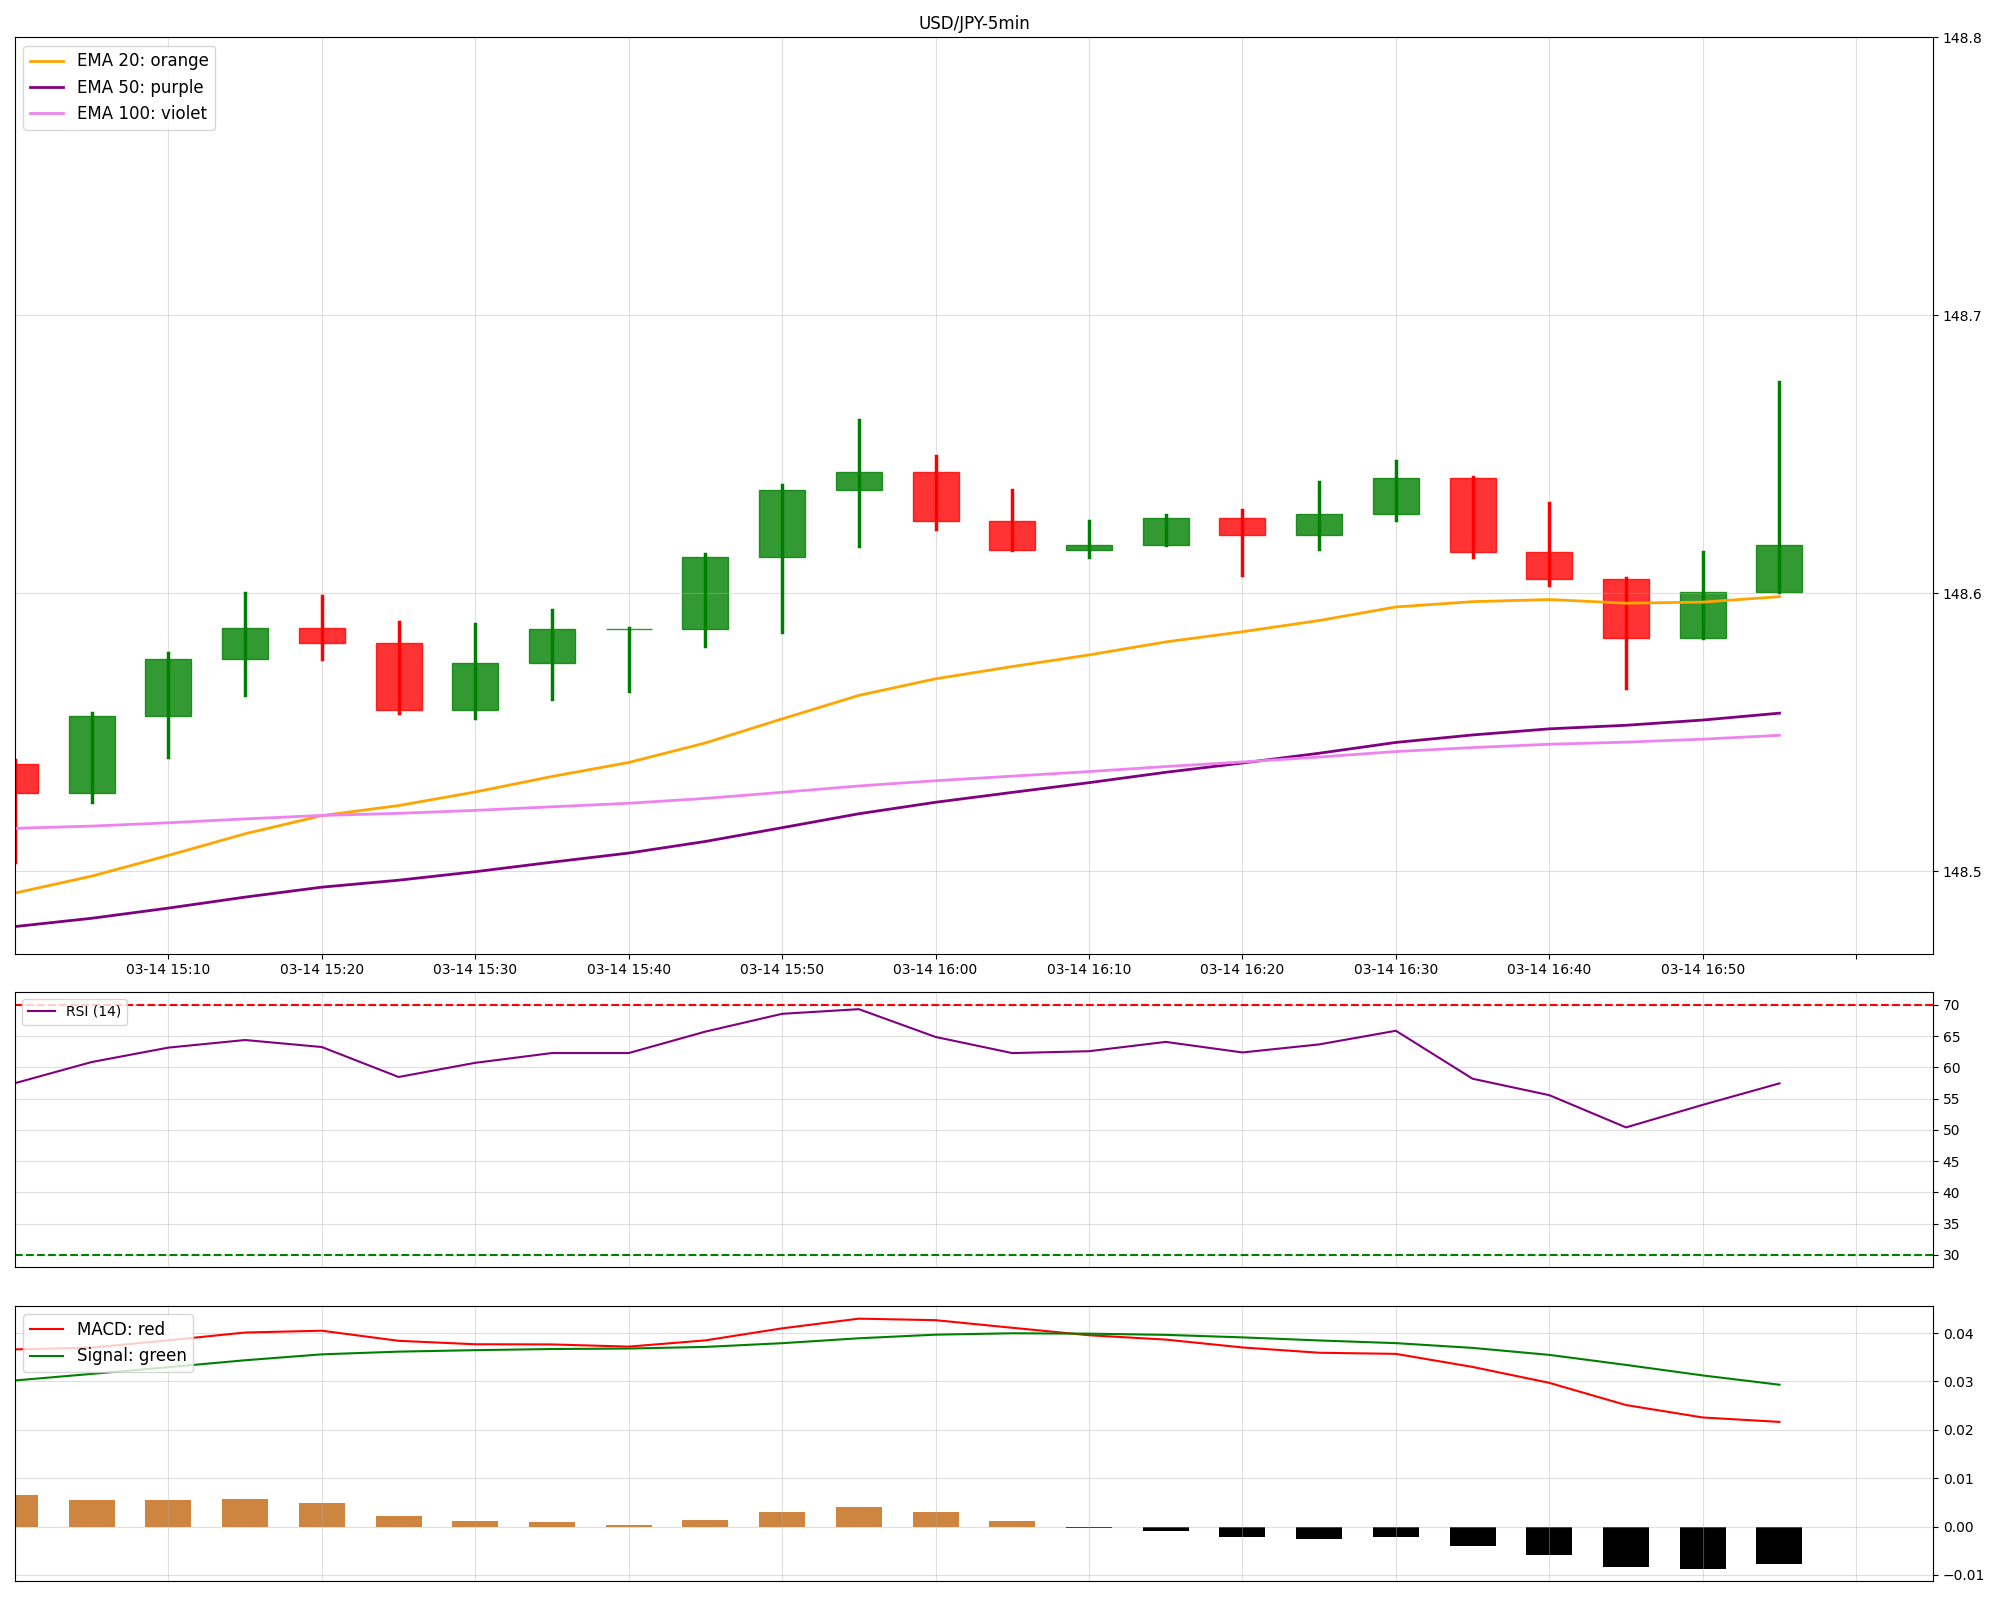 USD/JPY-5min
EMA 20: orange
EMA 50: purple
EMA 100: violet
148.8
148.7
148.6
148.5
03-14 15:10 03-14 15:20 03-14 15:30 03-14 15:40 03-14 15:50 03-14 16:00 03-14 16:10 03-14 16:20 03-14 16:30 03-14 16:40 03-14 16:50
RSI (14)
70
65
60
55
50
45
40
35
30
MACD: red
Signal: green
0.04
0.03
0.02
0.01
0.00
−0.01